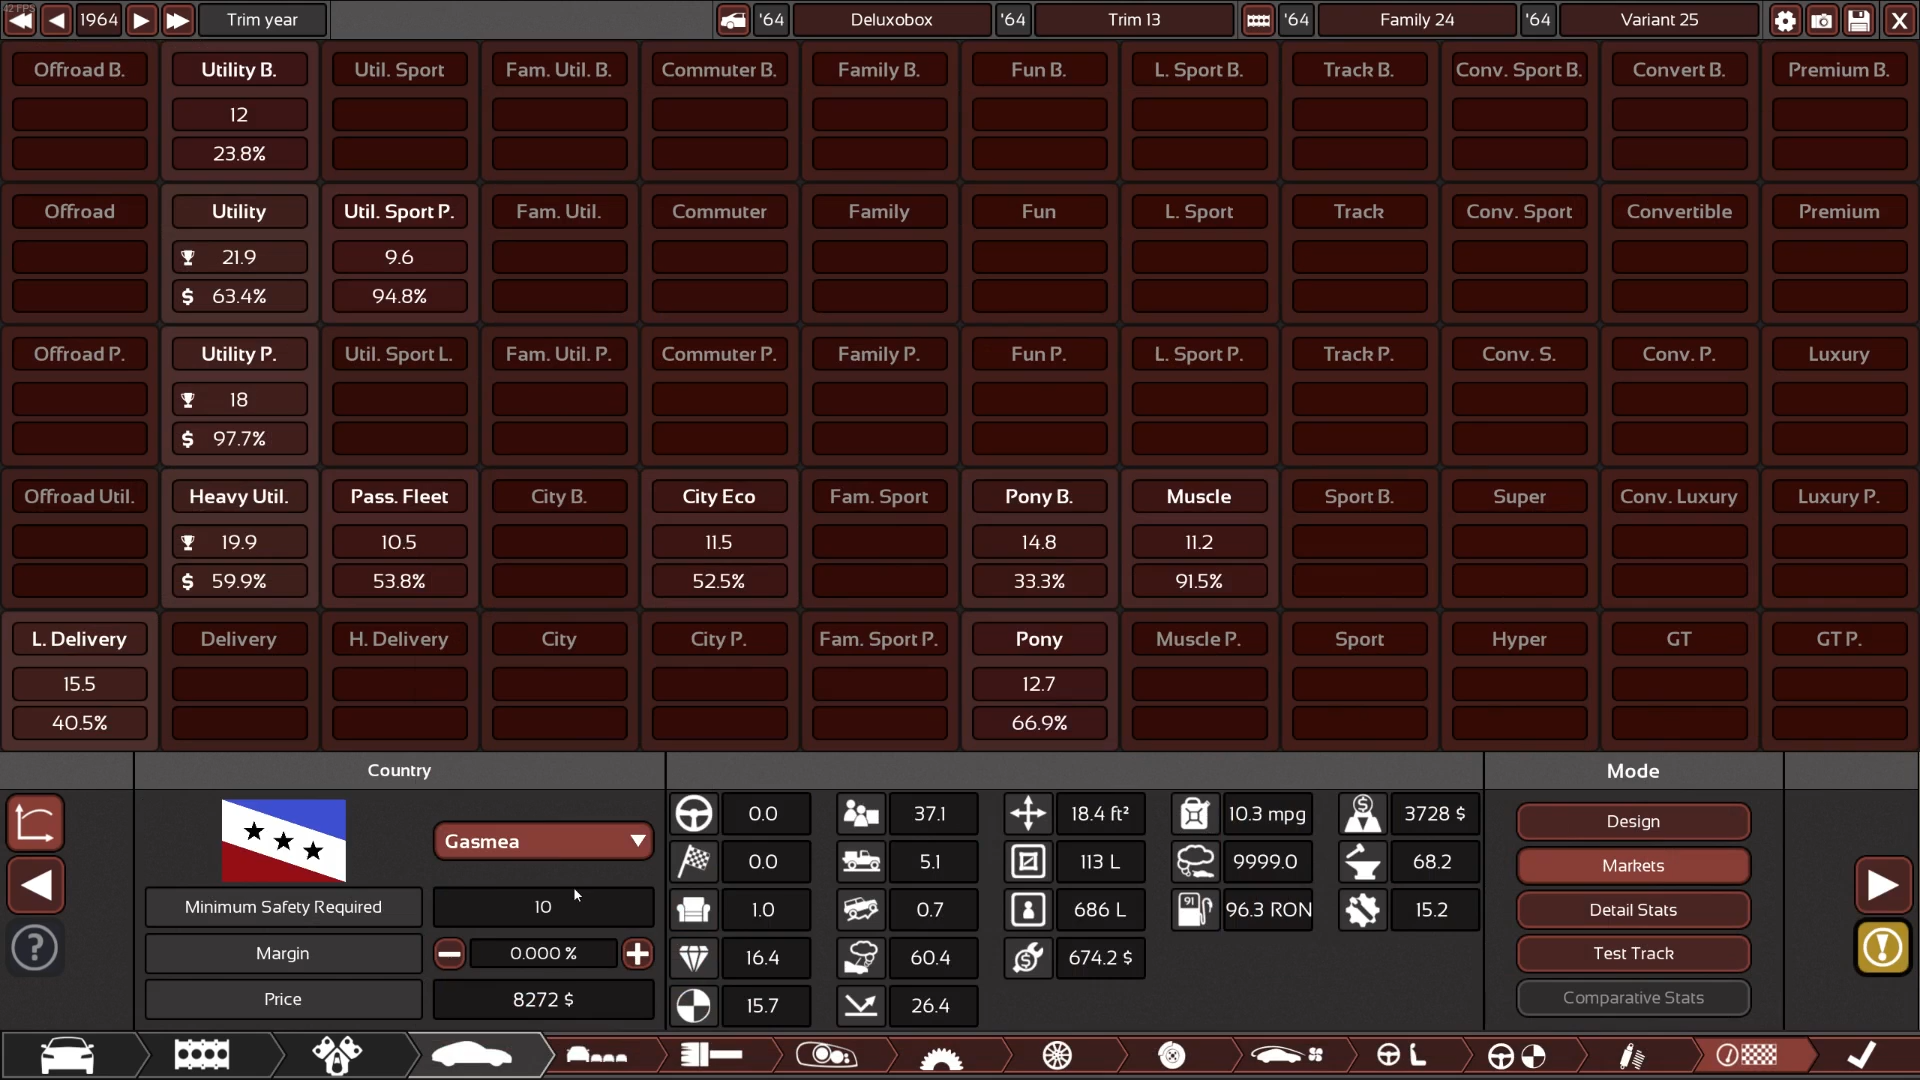 42 FPS
1964 Trim year '64 Deluxobox '64 Trim 13 '64 Family 24 '64 Variant 25 X
Offroad B. Utility B. Util. Sport Fam. Util. B. Commuter B. Family B. Fun B. L. Sport B. Track B. Conv. Sport B. Convert B. Premium B.
12
23.8%
Offroad Utility Util. Sport P. Fam. Util. Commuter Family Fun L. Sport Track Conv. Sport Convertible Premium
21.9 9.6
$ 63.4% 94.8%
Offroad P. Utility P. Util. Sport L. Fam. Util. P. Commuter P. Family P. Fun P. L. Sport P. Track P. Conv. S. Conv. P. Luxury
18
$ 97.7%
Offroad Util. Heavy Util. Pass. Fleet City B. City Eco Fam. Sport Pony B. Muscle Sport B. Super Conv. Luxury Luxury P.
19.9 10.5 11.5 14.8 11.2
$ 59.9% 53.8% 52.5% 33.3% 91.5%
L. Delivery Delivery H. Delivery City City P. Fam. Sport P. Pony Muscle P. Sport Hyper GT GT P.
15.5 12.7
40.5% 66.9%
Country
Gasmea
Minimum Safety Required 10
Margin 0.000 %
Price 8272 $
0.0 37.1 18.4 ft² 10.3 mpg $ 3728 $
0.0 5.1 113 L 9999.0 68.2
1.0 0.7 686 L 91 96.3 RON 15.2
16.4 60.4 $ 674.2 $
15.7 26.4
Mode
Design
Markets
Detail Stats
Test Track
Comparative Stats
?